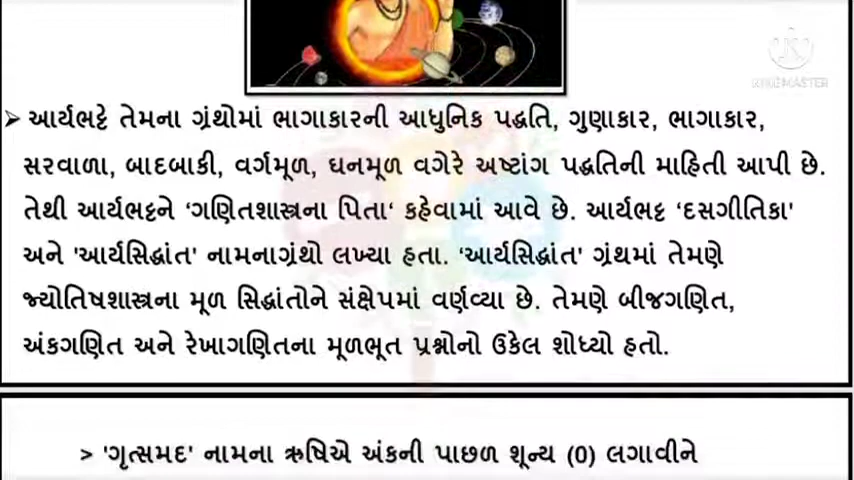 KINEMASTER
➢ આર્યભટ્ટે તેમના ગ્રંથોમાં ભાગાકારની આધુનિક પદ્ધતિ, ગુણાકાર, ભાગાકાર,
સરવાળા, બાદબાકી, વર્ગમૂળ, ઘનમૂળ વગેરે અષ્ટાંગ પદ્ધતિની માહિતી આપી છે.
તેથી આર્યભટ્ટને ‘ગણિતશાસ્ત્રના પિતા‘ કહેવામાં આવે છે. આર્યભટ્ટ ‘દસગીતિકા'
અને 'આર્યસિદ્ધાંત' નામનાગ્રંથો લખ્યા હતા. ‘આર્યસિદ્ધાંત' ગ્રંથમાં તેમણે
જ્યોતિષશાસ્ત્રના મૂળ સિદ્ધાંતોને સંક્ષેપમાં વર્ણવ્યા છે. તેમણે બીજગણિત,
અંકગણિત અને રેખાગણિતના મૂળભૂત પ્રશ્નોનો ઉકેલ શોધ્યો હતો.
> 'ગૃત્સમદ' નામના ઋષિએ અંકની પાછળ શૂન્ય (0) લગાવીને